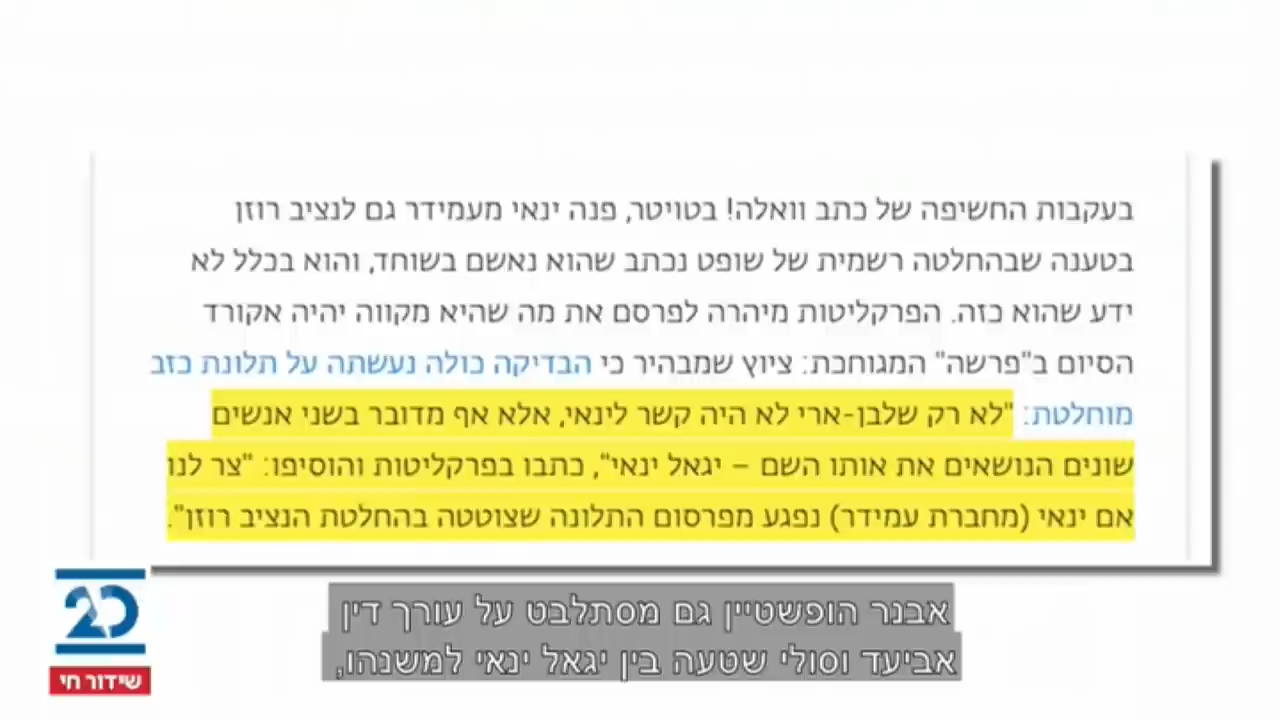 בעקבות החשיפה של כתב וואלה! בטויטר, פנה ינאי מעמידר גם לנציב רוזן
בטענה שבהחלטה רשמית של שופט נכתב שהוא נאשם בשוחד, והוא בכלל לא
ידע שהוא כזה. הפרקליטות מיהרה לפרסם את מה שהיא מקווה יהיה אקורד
הסיום ב"פרשה" המגוחכת: ציוץ שמבהיר כי הבדיקה כולה נעשתה על תלונת כזב
מוחלטת: "לא רק שלבן-ארי לא היה קשר לינאי, אלא אף מדובר בשני אנשים
שונים הנושאים את אותו השם – יגאל ינאי", כתבו בפרקליטות והוסיפו: "צר לנו
אם ינאי (מחברת עמידר) נפגע מפרסום התלונה שצוטטה בהחלטת הנציב רוזן".
אבנר הופשטיין גם מסתלבט על עורך דין
אביעד וסולי שטעה בין יגאל ינאי למשנהו,
20
שידור חי